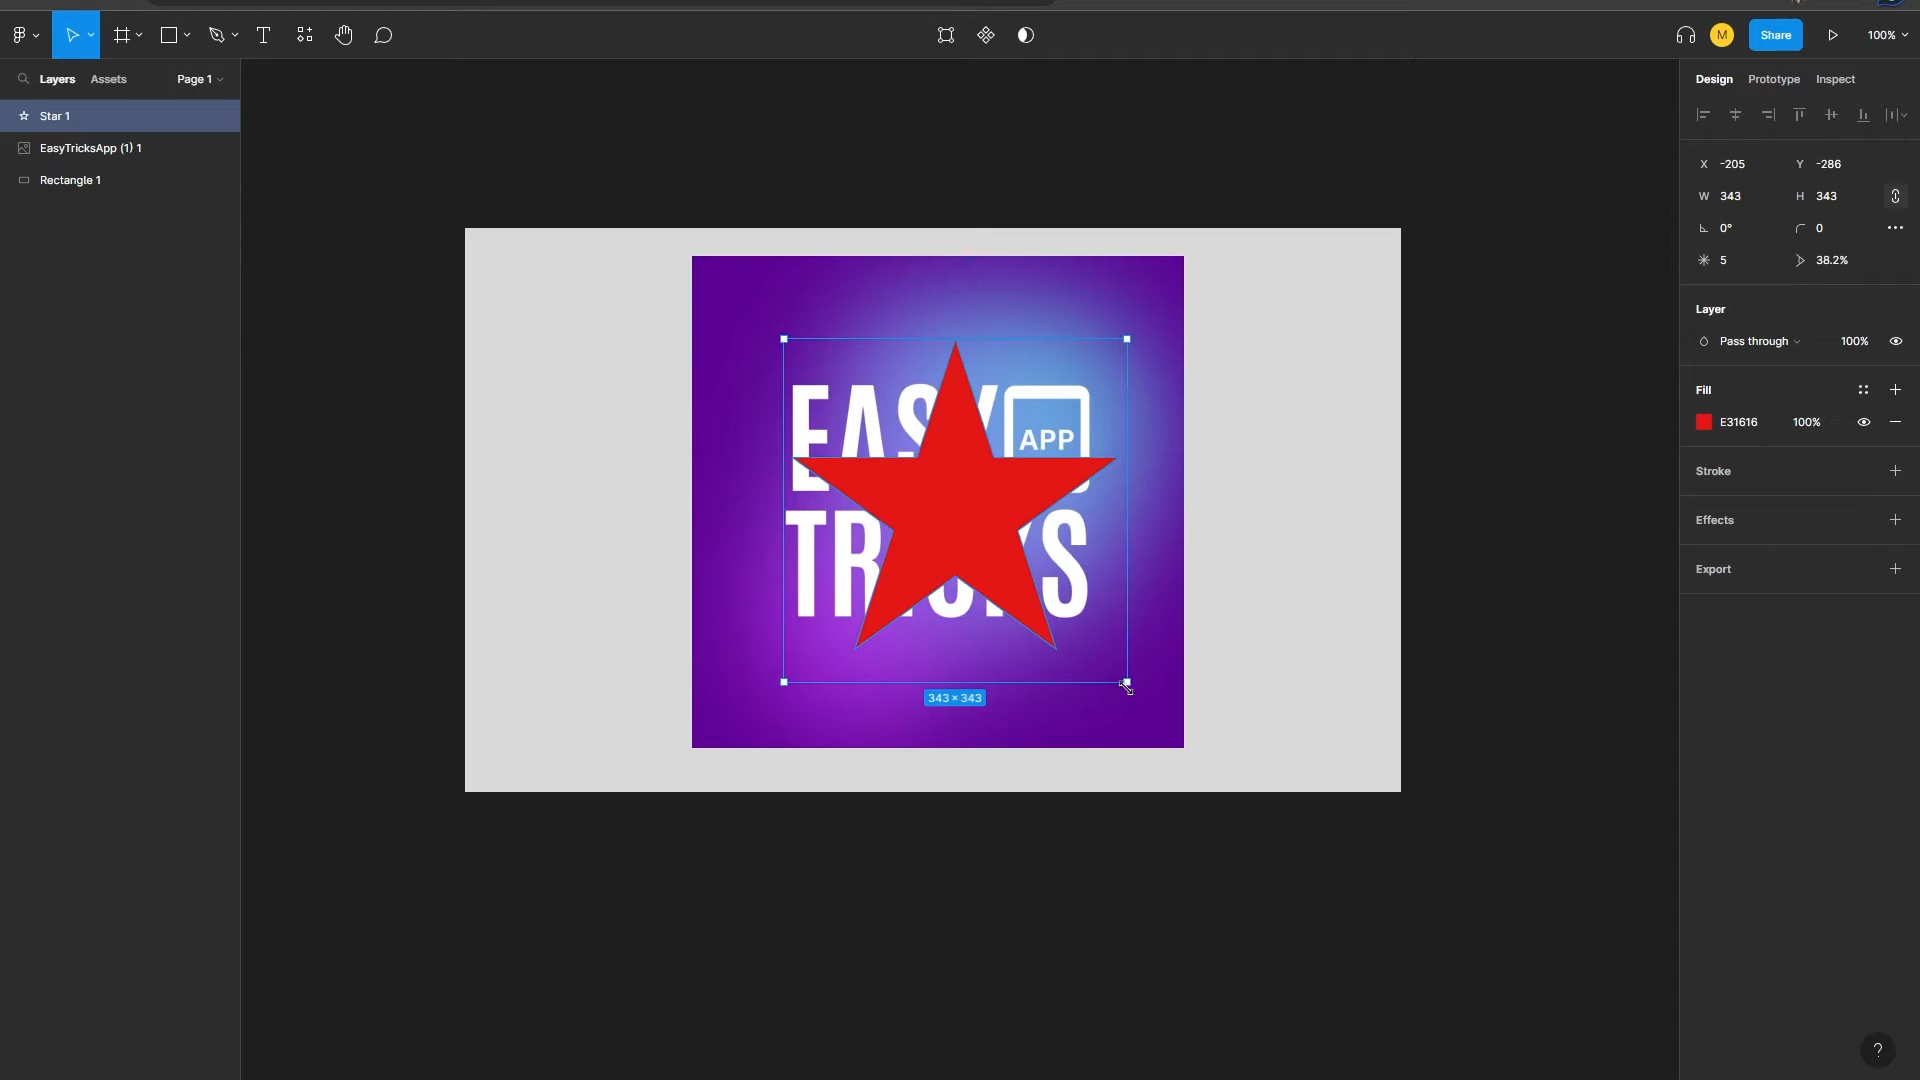 M
Share
100%
Layers
Assets
Page 1
Star 1
EasyTricksApp (1) 1
Rectangle 1
Design
Prototype
Inspect
X -205
Y -286
W 343
H 343
0°
0
5
38.2%
Layer
Pass through
100%
Fill
E31616
100%
Stroke
Effects
Export
EASY
APP
TRICKS
343 × 343
?